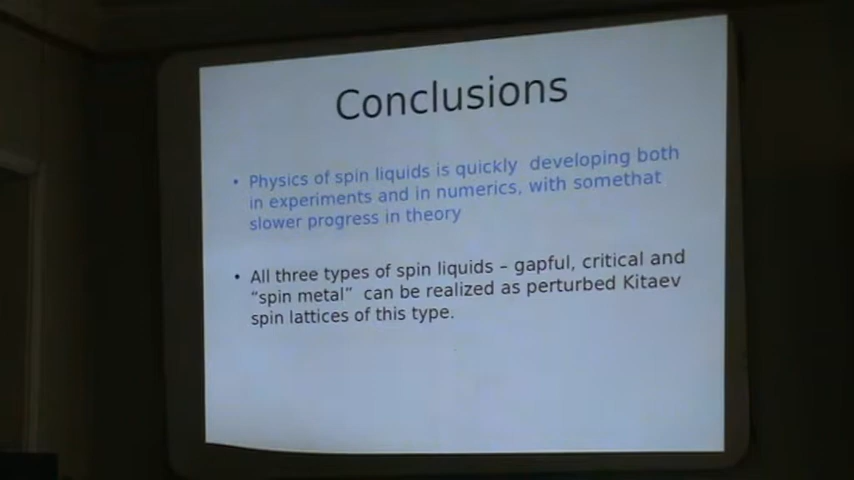 Conclusions
• Physics of spin liquids is quickly developing both
in experiments and in numerics, with somethat
slower progress in theory
• All three types of spin liquids – gapful, critical and
“spin metal” can be realized as perturbed Kitaev
spin lattices of this type.